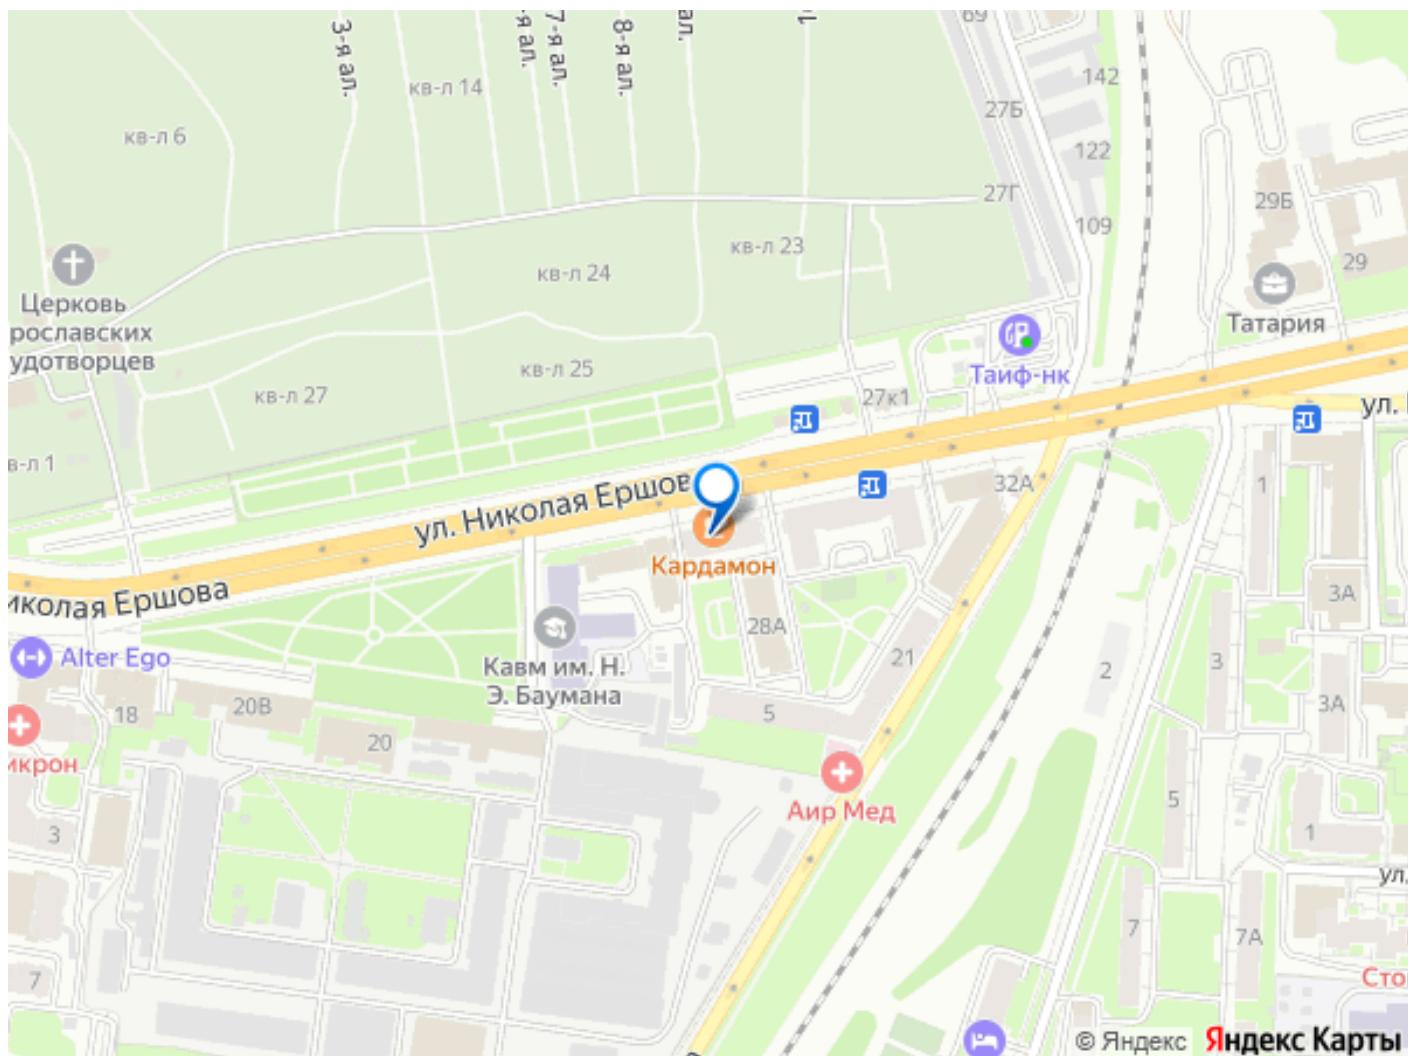 69
3-я ал.
7-я ал.
8-я ал.
ал.
-я ал.
кв-л 14
142
27Б
кв-л 6
122
27Г
29Б
109
кв-л 23
кв-л 24
29
Церковь
рославских
удотворцев
Татария
Таиф-нк
кв-л 25
кв-л 27
27к1
ул.
в-л 1
ул. Николая Ершова
32А
1
Кардамон
иколая Ершова
3А
28А
Alter Ego
Кавм им. Н.
Э. Баумана
21
3
2
20В
18
5
3А
20
икрон
Аир Мед
5
3
1
ул.
7
7А
7
Сто
© Яндекс Яндекс Карты